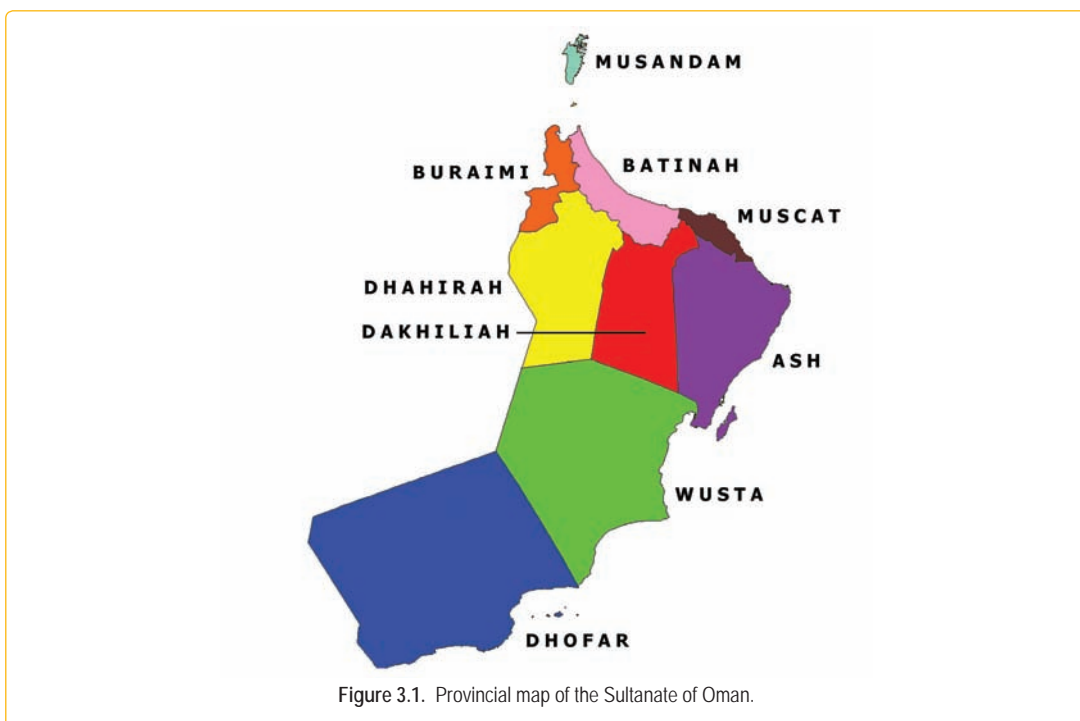 MUSANDAM
BURAIMI
BATINAH
MUSCAT
DHAHIRAH
DAKHILIAH
ASH
WUSTA
DHOFAR
Figure 3.1. Provincial map of the Sultanate of Oman.